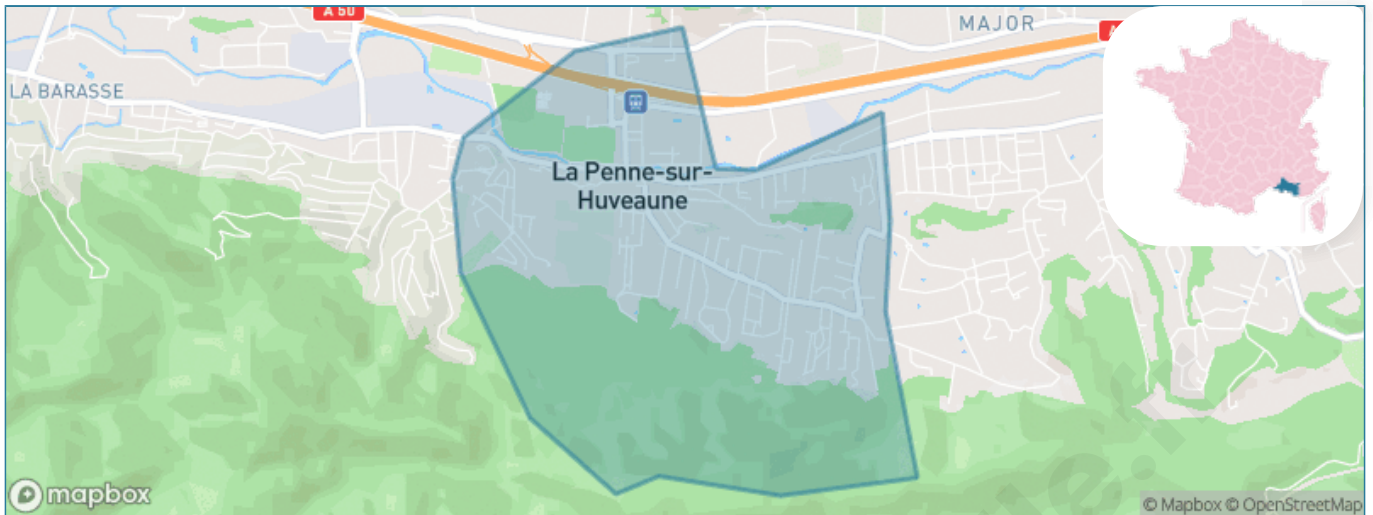 A 50
MAJOR
LA BARASSE
La Penne-sur-
Huveaune
mapbox
© Mapbox © OpenStreetMap